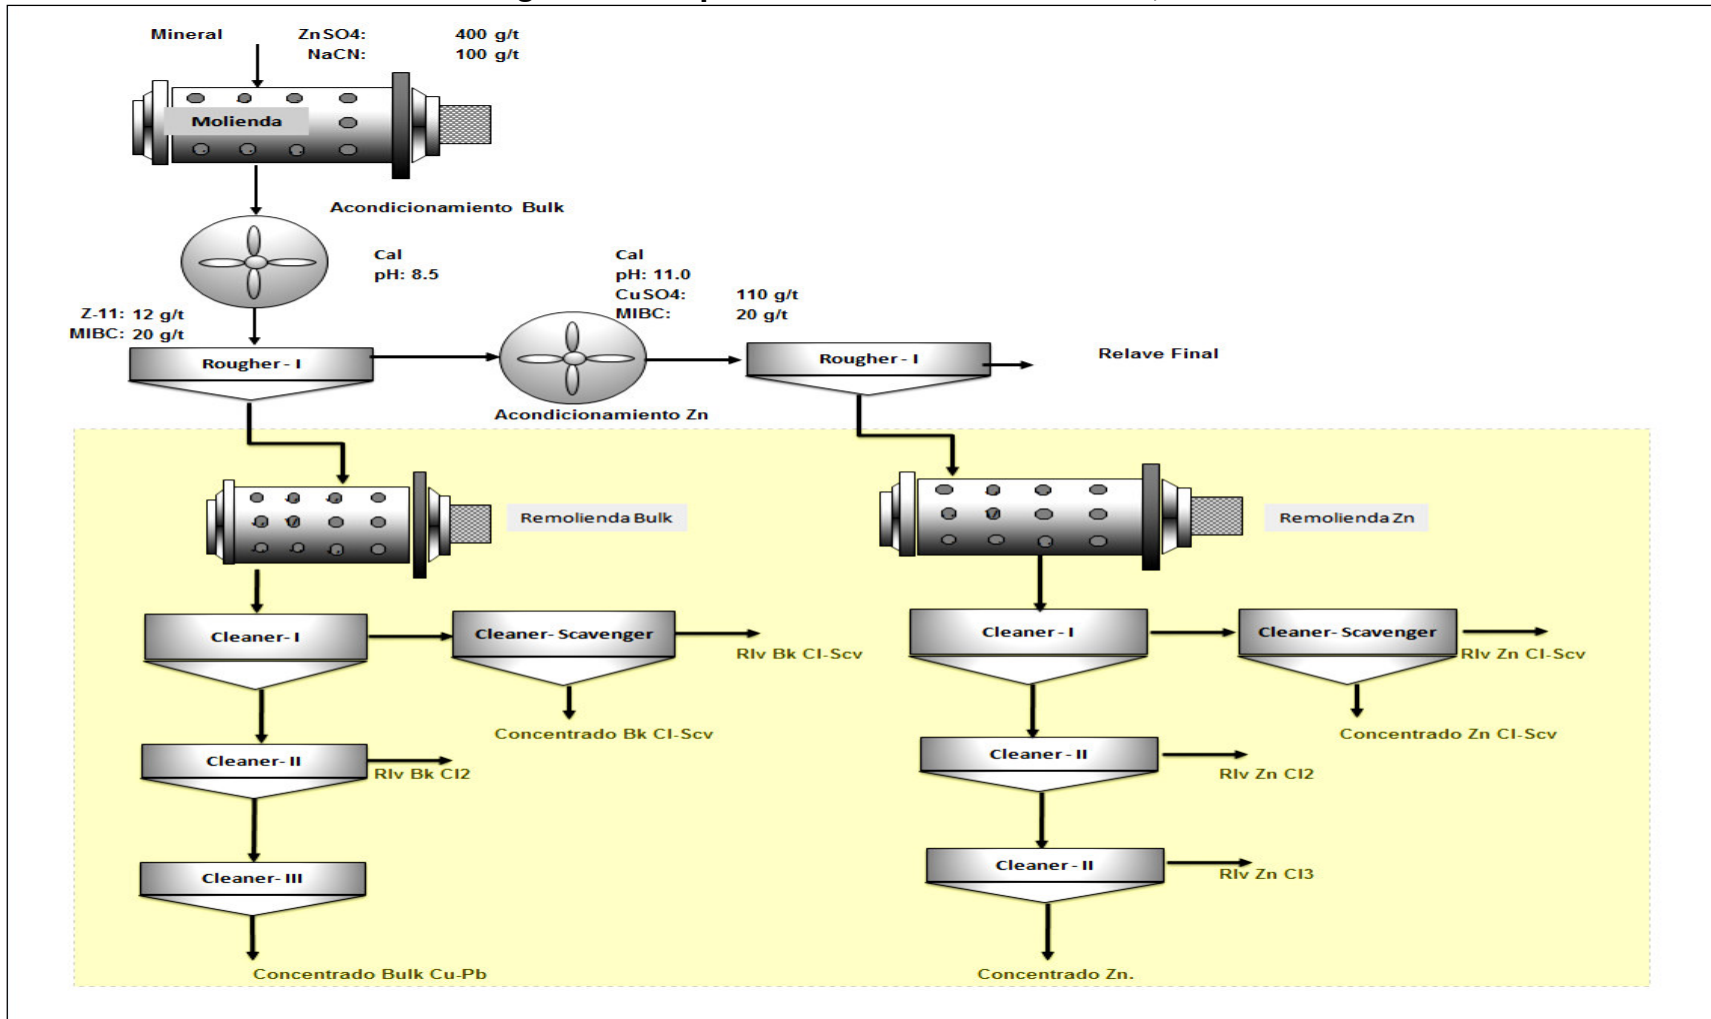 Mineral ZnSO4: 400 g/t
NaCN: 100 g/t
Molienda
Acondicionamiento Bulk
Cal
pH: 8.5
Cal
pH: 11.0
CuSO4: 110 g/t
MIBC: 20 g/t
Z-11: 12 g/t
MIBC: 20 g/t
Rougher - I
Rougher - I
Relave Final
Acondicionamiento Zn
Remolienda Bulk
Remolienda Zn
Cleaner- I
Cleaner- Scavenger
Rlv Bk Cl-Scv
Cleaner - I
Cleaner- Scavenger
Rlv Zn Cl-Scv
Concentrado Bk Cl-Scv
Concentrado Zn Cl-Scv
Cleaner- II
Rlv Bk Cl2
Cleaner - II
Rlv Zn Cl2
Cleaner- III
Cleaner - II
Rlv Zn Cl3
Concentrado Bulk Cu-Pb
Concentrado Zn.